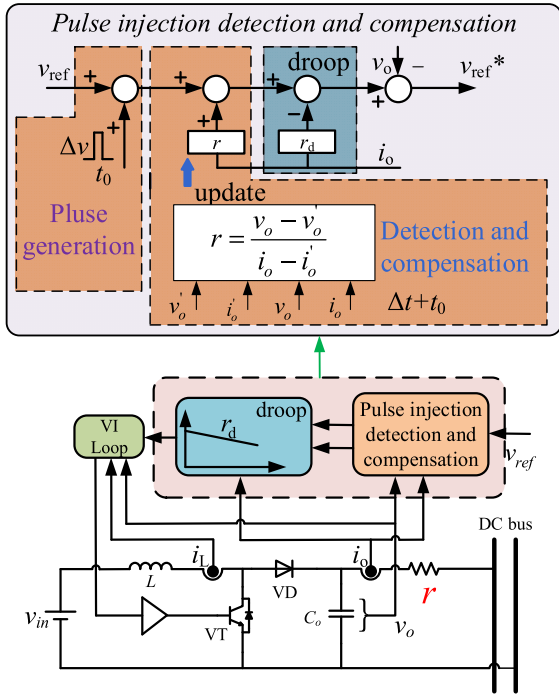 Pulse injection detection and compensation
v_ref + + + droop v_o − v_ref*
+ + − +
Δv t_0 r r_d i_o
update
Pluse
generation
r = (v_o − v_o') / (i_o − i_o')
Detection and
compensation
v_o' i_o' v_o i_o Δt+t_0
VI
Loop
droop
r_d
Pulse injection
detection and
compensation
v_ref
DC bus
i_L i_o
L VD r
v_in VT C_o v_o